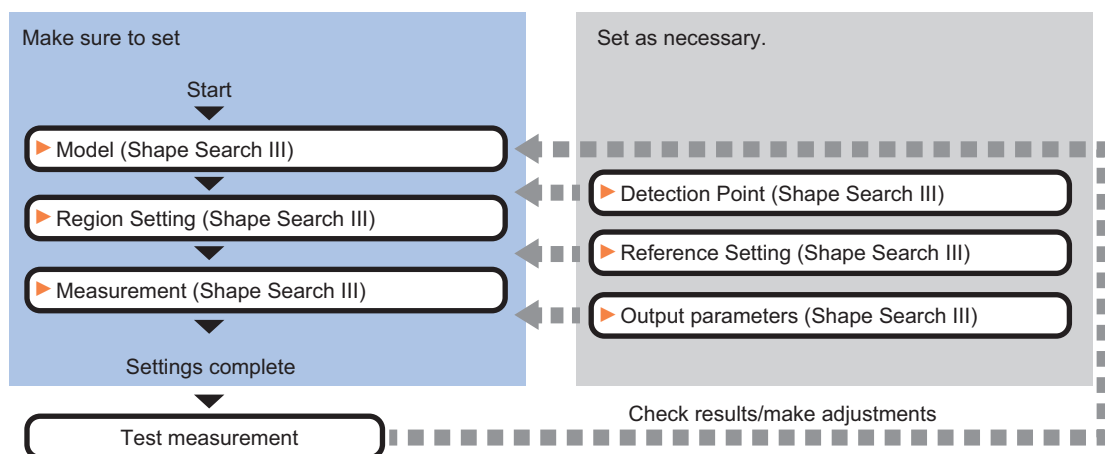 Make sure to set
Start
Model (Shape Search III)
Region Setting (Shape Search III)
Measurement (Shape Search III)
Settings complete
Test measurement
Set as necessary.
Detection Point (Shape Search III)
Reference Setting (Shape Search III)
Output parameters (Shape Search III)
Check results/make adjustments